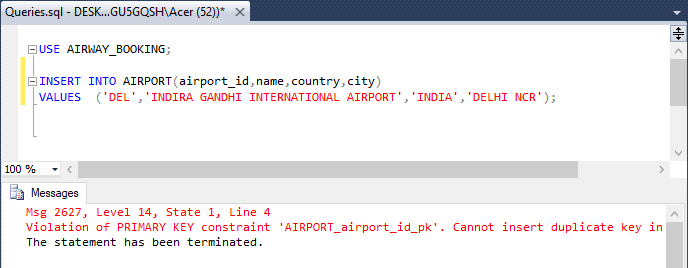 Queries.sql - DESK...GU5GQSH\Acer (52))*
USE AIRWAY_BOOKING;
INSERT INTO AIRPORT(airport_id,name,country,city)
VALUES ('DEL','INDIRA GANDHI INTERNATIONAL AIRPORT','INDIA','DELHI NCR');
100 %
Messages
Msg 2627, Level 14, State 1, Line 4
Violation of PRIMARY KEY constraint 'AIRPORT_airport_id_pk'. Cannot insert duplicate key in
The statement has been terminated.